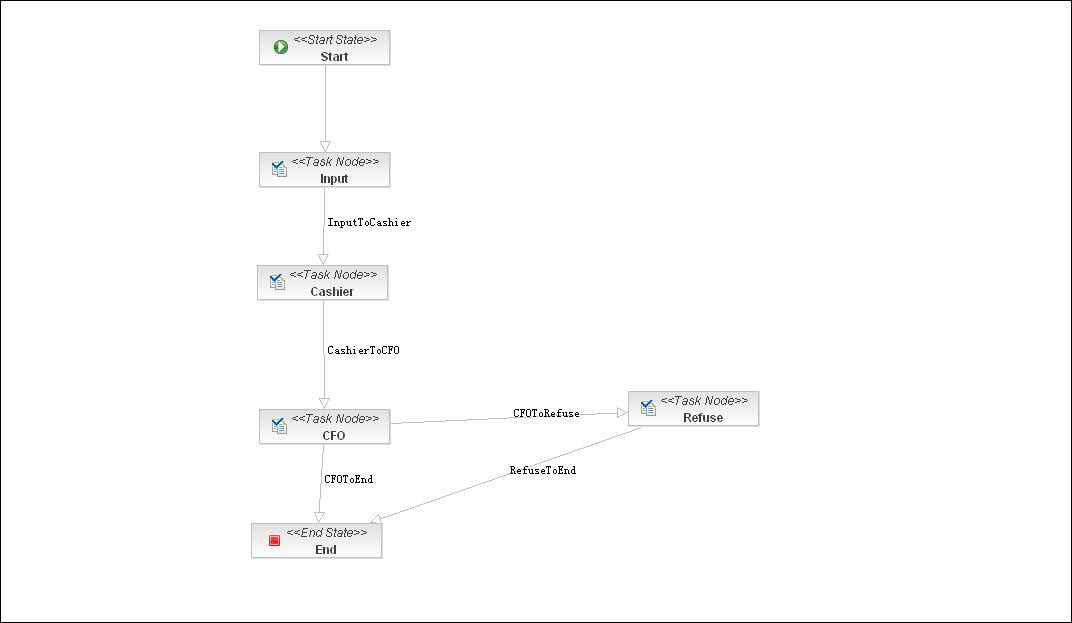 <<Start State>>
Start
<<Task Node>>
Input
InputToCashier
<<Task Node>>
Cashier
CashierToCFO
<<Task Node>>
CFO
CFOToRefuse
<<Task Node>>
Refuse
CFOToEnd
RefuseToEnd
<<End State>>
End